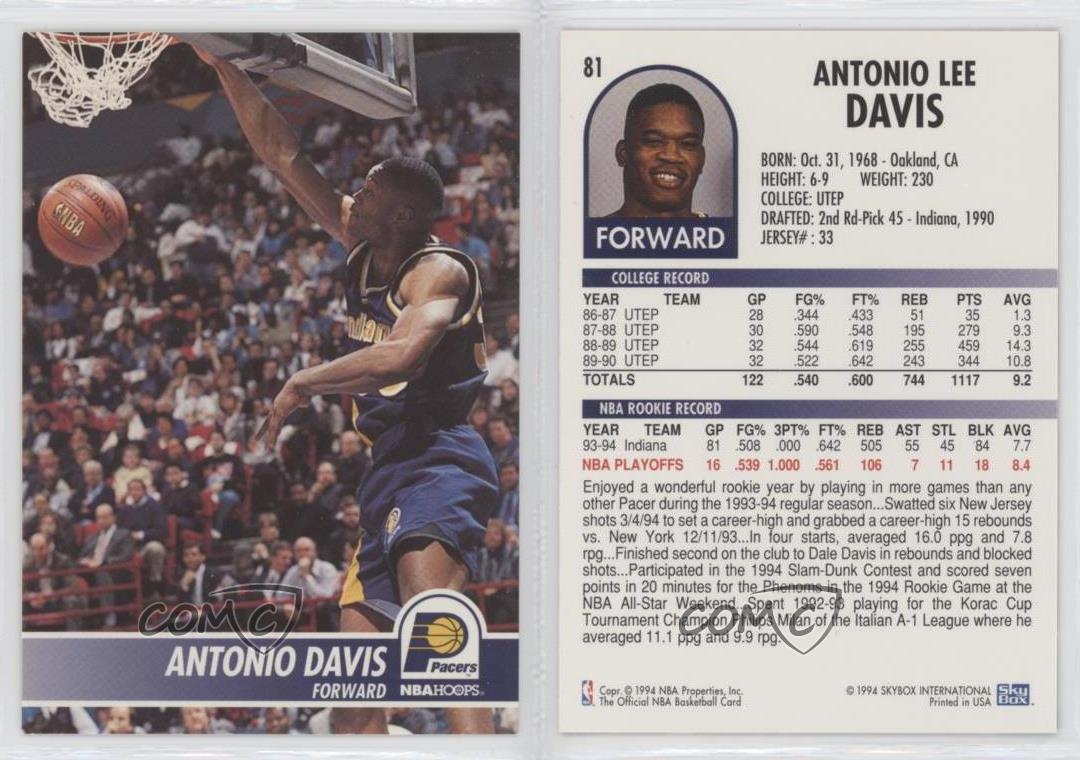 SPALDING
NBA
Indiana
3
ANTONIO DAVIS
FORWARD
Pacers
NBA HOOPS
COMC
81
ANTONIO LEE
DAVIS
FORWARD
BORN: Oct. 31, 1968 - Oakland, CA
HEIGHT: 6-9 WEIGHT: 230
COLLEGE: UTEP
DRAFTED: 2nd Rd-Pick 45 - Indiana, 1990
JERSEY# : 33
COLLEGE RECORD
YEAR TEAM GP FG% FT% REB PTS AVG
86-87 UTEP 28 .344 .433 51 35 1.3
87-88 UTEP 30 .590 .548 195 279 9.3
88-89 UTEP 32 .544 .619 255 459 14.3
89-90 UTEP 32 .522 .642 243 344 10.8
TOTALS 122 .540 .600 744 1117 9.2
NBA ROOKIE RECORD
YEAR TEAM GP FG% 3PT% FT% REB AST STL BLK AVG
93-94 Indiana 81 .508 .000 .642 505 55 45 84 7.7
NBA PLAYOFFS 16 .539 1.000 .561 106 7 11 18 8.4
Enjoyed a wonderful rookie year by playing in more games than any
other Pacer during the 1993-94 regular season...Swatted six New Jersey
shots 3/4/94 to set a career-high and grabbed a career-high 15 rebounds
vs. New York 12/11/93...In four starts, averaged 16.0 ppg and 7.8
rpg...Finished second on the club to Dale Davis in rebounds and blocked
shots...Participated in the 1994 Slam-Dunk Contest and scored seven
points in 20 minutes for the Phenoms in the 1994 Rookie Game at the
NBA All-Star Weekend...Spent 1992-93 playing for the Korac Cup
Tournament Champion Philips Milan of the Italian A-1 League where he
averaged 11.1 ppg and 9.9 rpg.
COMC
Copr. © 1994 NBA Properties, Inc.
The Official NBA Basketball Card
© 1994 SKYBOX INTERNATIONAL
Printed in USA
SkyBox